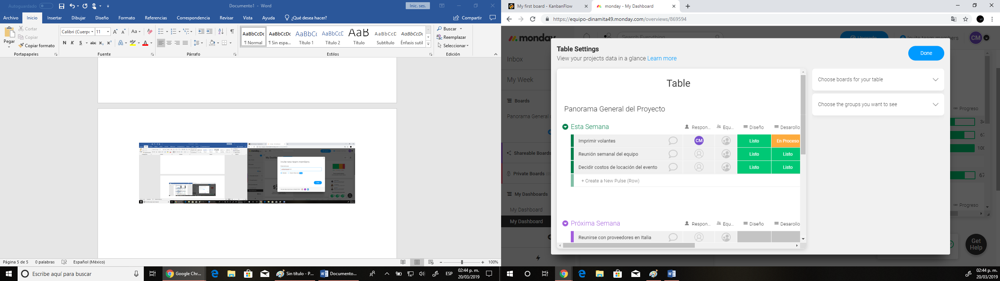 Autoguardado
Documento1 - Word
Inic. ses.
Archivo Inicio Insertar Dibujar Diseño Formato Referencias Correspondencia Revisar Vista Ayuda ¿Qué desea hacer? Compartir
Pegar
Cortar
Copiar
Copiar formato
Portapapeles
Calibri (Cuerpc 11
Aa
N K S abc x₂ x² A aby A
Fuente
Párrafo
AaBbCcDc AaBbCcDc AaBbCc AaBbCcC AaB AaBbCcD AaBbCcDc
¶ Normal ¶ Sin espa... Título 1 Título 2 Título Subtítulo Énfasis sutil
Estilos
Buscar
Reemplazar
Seleccionar
Edición
Invite new team members
Página 5 de 5 0 palabras Español (México)
100%
Escribe aquí para buscar
Google Chr...
Sin título - P...
Documento...
ESP
02:44 p. m.
20/03/2019
My first board - KanbanFlow
monday - My Dashboard
https://equipo-dinamita49.monday.com/overviews/869594
monday
Search Everything
Upgrade
Invite team members
CM
Inbox
My Week
Boards
Panorama General
Shareable Boards
Private Boards
My Dashboards
My Dashboard
My Dashboard
Table Settings
View your projects data in a glance Learn more
Done
Table
Panorama General del Proyecto
Esta Semana Respon... Equ... Diseño Desarollo
Imprimir volantes CM Listo En Proceso
Reunión semanal del equipo Listo Listo
Decidir costos de locación del evento Listo Listo
+ Create a New Pulse (Row)
Próxima Semana Respon... Equ... Diseño Desarollo
Reunirse con proveedores en Italia
Choose boards for your table
Choose the groups you want to see
Progreso
34
67
100
67
Progreso
Get
Help
02:44 p. m.
20/03/2019